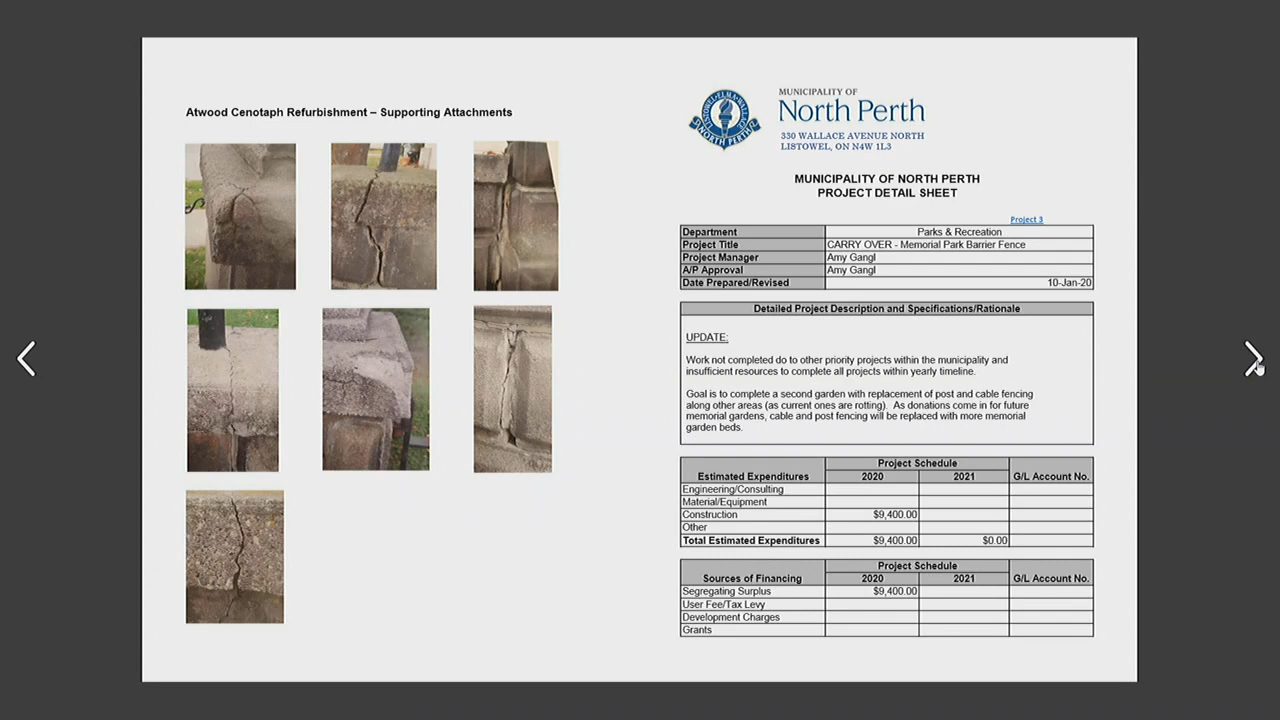 Atwood Cenotaph Refurbishment – Supporting Attachments
LISTOWEL ELMA WALLACE
NORTH PERTH
MUNICIPALITY OF
North Perth
330 WALLACE AVENUE NORTH
LISTOWEL, ON N4W 1L3
MUNICIPALITY OF NORTH PERTH
PROJECT DETAIL SHEET
Project 3
Department Parks & Recreation
Project Title CARRY OVER - Memorial Park Barrier Fence
Project Manager Amy Gangl
A/P Approval Amy Gangl
Date Prepared/Revised 10-Jan-20
Detailed Project Description and Specifications/Rationale
UPDATE:
Work not completed do to other priority projects within the municipality and
insufficient resources to complete all projects within yearly timeline.
Goal is to complete a second garden with replacement of post and cable fencing
along other areas (as current ones are rotting). As donations come in for future
memorial gardens, cable and post fencing will be replaced with more memorial
garden beds.
Project Schedule
Estimated Expenditures 2020 2021 G/L Account No.
Engineering/Consulting
Material/Equipment
Construction $9,400.00
Other
Total Estimated Expenditures $9,400.00 $0.00
Project Schedule
Sources of Financing 2020 2021 G/L Account No.
Segregating Surplus $9,400.00
User Fee/Tax Levy
Development Charges
Grants